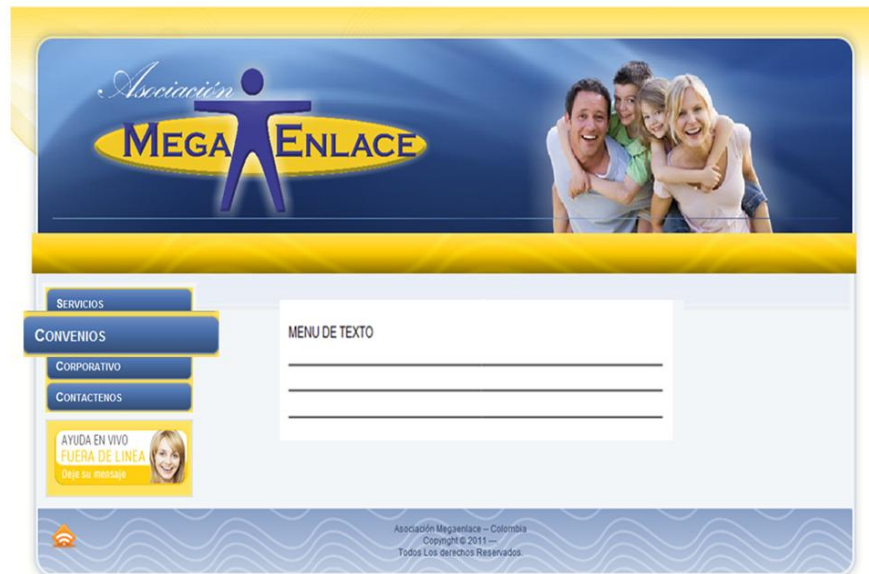 Asociación
MEGA ENLACE
SERVICIOS
CONVENIOS
CORPORATIVO
CONTACTENOS
AYUDA EN VIVO
FUERA DE LINEA
Deje su mensaje
MENU DE TEXTO
Asociación Megaenlace – Colombia
Copyright © 2011 —
Todos Los derechos Reservados.